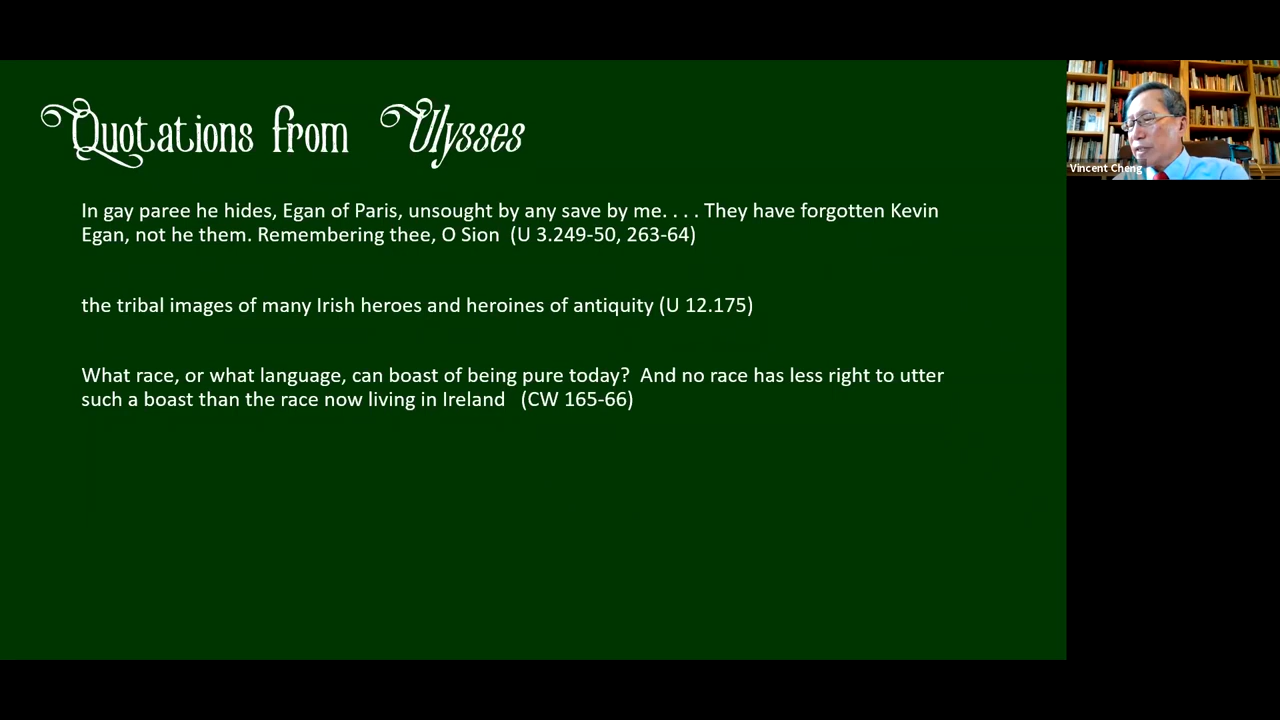 Quotations from Ulysses
Vincent Cheng
In gay paree he hides, Egan of Paris, unsought by any save by me. . . . They have forgotten Kevin
Egan, not he them. Remembering thee, O Sion (U 3.249-50, 263-64)
the tribal images of many Irish heroes and heroines of antiquity (U 12.175)
What race, or what language, can boast of being pure today? And no race has less right to utter
such a boast than the race now living in Ireland (CW 165-66)